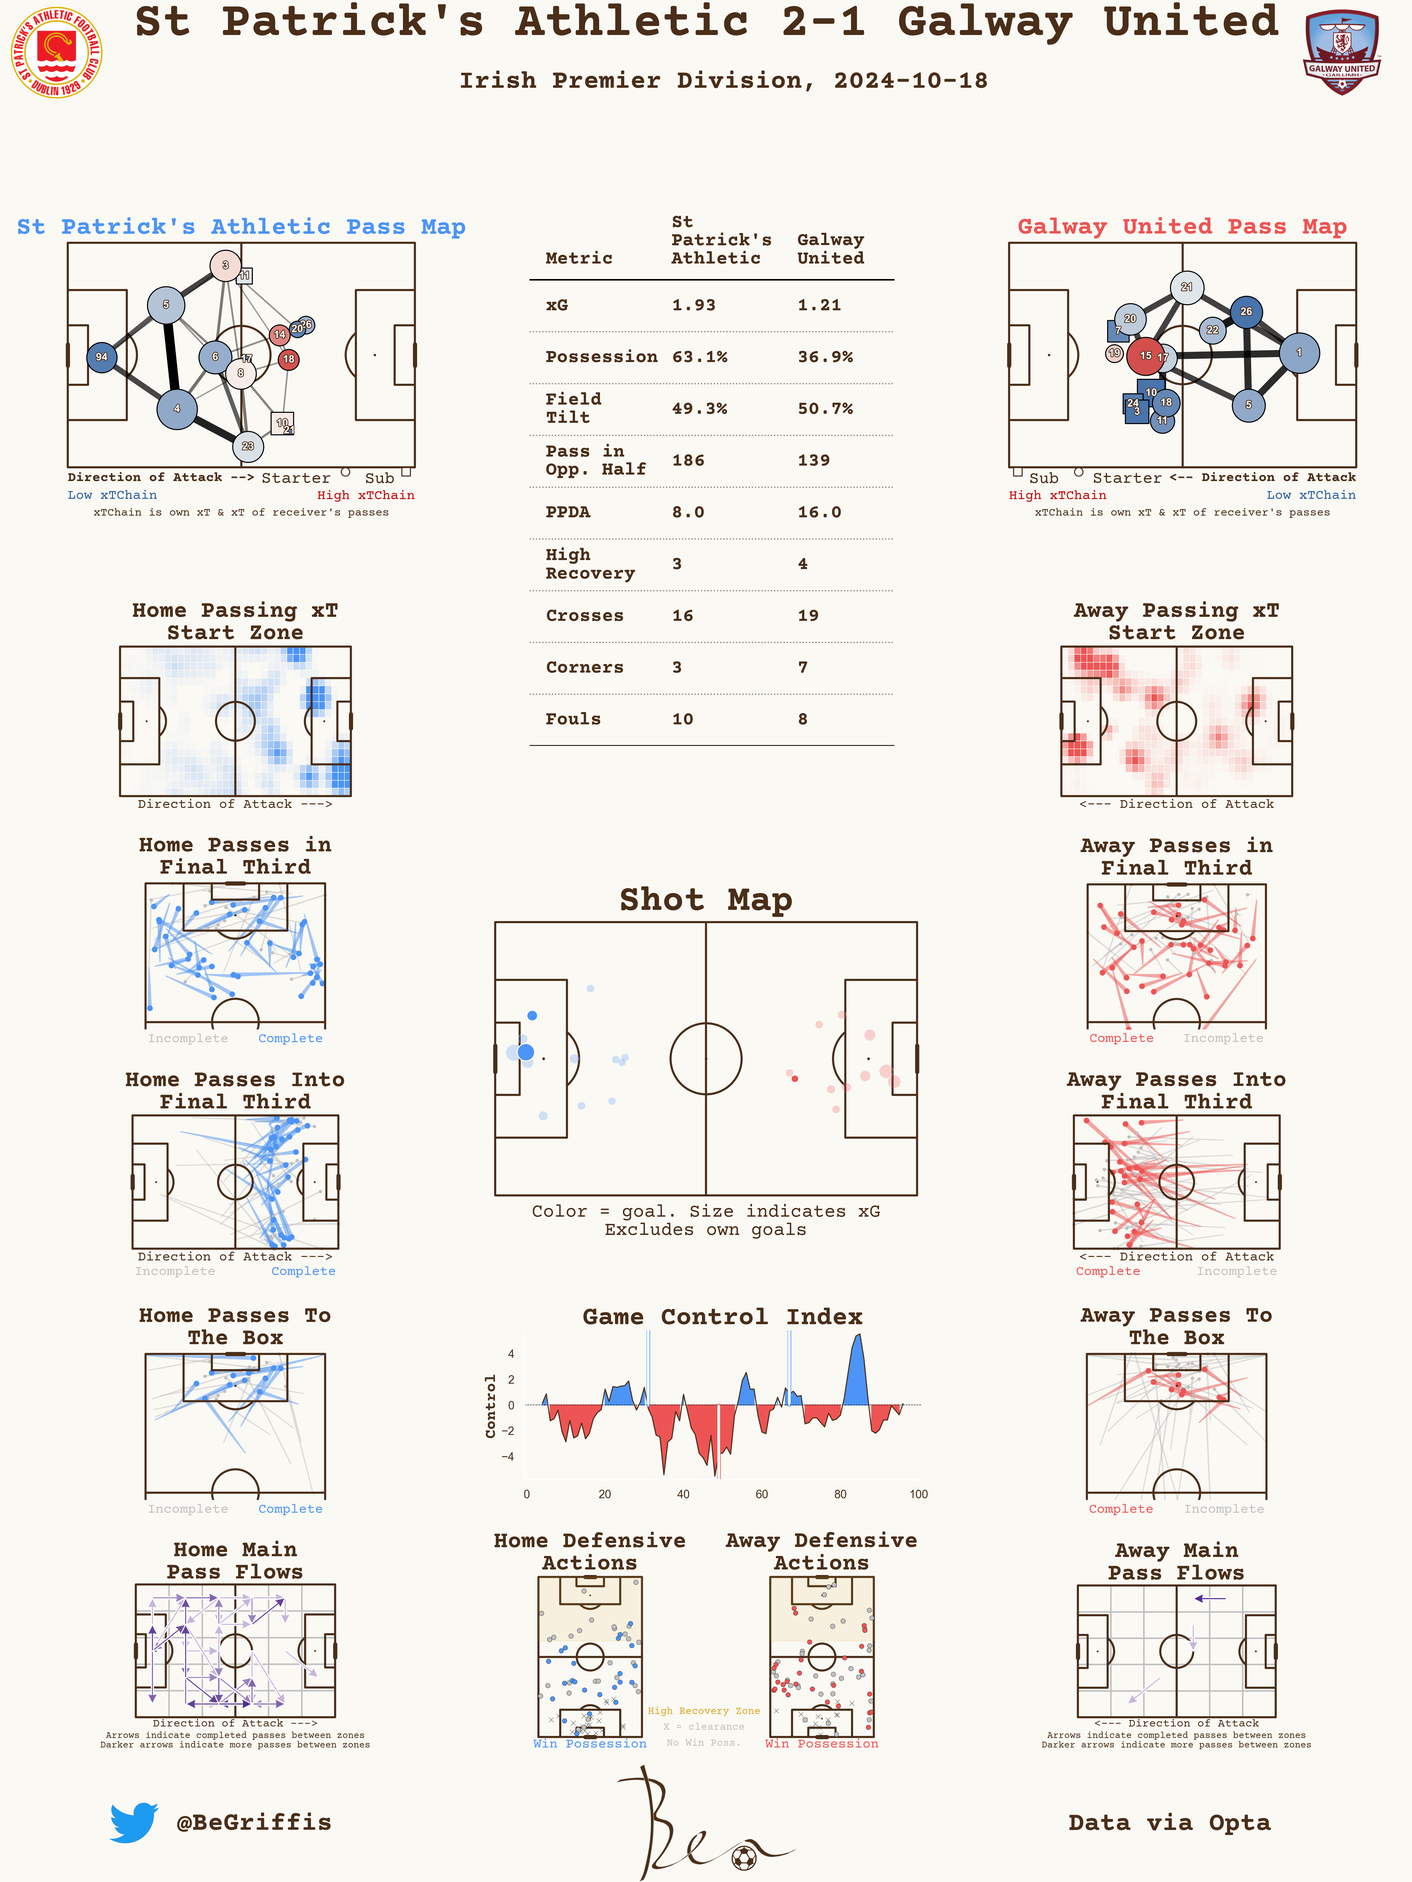 St Patrick's Athletic 2-1 Galway United
Irish Premier Division, 2024-10-18
ST PATRICK'S ATHLETIC FOOTBALL CLUB
DUBLIN 1929
GALWAY UNITED
GAILLIMH
St Patrick's Athletic Pass Map
3
11
5
14
20
26
94
6
17
18
8
4
10
21
23
Direction of Attack --> Starter Sub
Low xTChain High xTChain
xTChain is own xT & xT of receiver's passes
Metric St Patrick's Athletic Galway United
xG 1.93 1.21
Possession 63.1% 36.9%
Field Tilt 49.3% 50.7%
Pass in Opp. Half 186 139
PPDA 8.0 16.0
High Recovery 3 4
Crosses 16 19
Corners 3 7
Fouls 10 8
Galway United Pass Map
21
20
7
26
22
19
15
17
1
10
24
3
18
11
5
Sub Starter <-- Direction of Attack
High xTChain Low xTChain
xTChain is own xT & xT of receiver's passes
Home Passing xT
Start Zone
Direction of Attack --->
Away Passing xT
Start Zone
<--- Direction of Attack
Home Passes in
Final Third
Incomplete Complete
Away Passes in
Final Third
Complete Incomplete
Shot Map
Color = goal. Size indicates xG
Excludes own goals
Home Passes Into
Final Third
Direction of Attack --->
Incomplete Complete
Away Passes Into
Final Third
<--- Direction of Attack
Complete Incomplete
Home Passes To
The Box
Incomplete Complete
Game Control Index
Control
4
2
0
−2
−4
0 20 40 60 80 100
Away Passes To
The Box
Complete Incomplete
Home Main
Pass Flows
Direction of Attack --->
Arrows indicate completed passes between zones
Darker arrows indicate more passes between zones
Home Defensive
Actions
Win Possession
Away Defensive
Actions
Win Possession
High Recovery Zone
X = clearance
No Win Poss.
Away Main
Pass Flows
<--- Direction of Attack
Arrows indicate completed passes between zones
Darker arrows indicate more passes between zones
@BeGriffis
Ben
Data via Opta